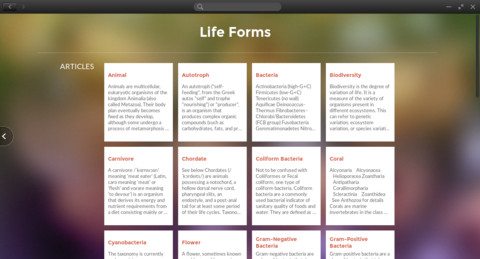 Life Forms
ARTICLES
Animal
Animals are multicellular,
eukaryotic organisms of the
kingdom Animalia (also
called Metazoa). Their body
plan eventually becomes
fixed as they develop,
although some undergo a
process of metamorphosis ...
Autotroph
An autotroph ("self-
feeding", from the Greek
autos "self" and trophe
"nourishing") or "producer",
is an organism that
produces complex organic
compounds (such as
carbohydrates, fats, and pr...
Bacteria
Actinobacteria (high-G+C)
Firmicutes (low-G+C)
Tenericutes (no wall)
Aquificae Deinococcus-
Thermus Fibrobacteres-
Chlorobi/Bacteroidetes
(FCB group) Fusobacteria
Gemmatimonadetes Nitro...
Biodiversity
Biodiversity is the degree of
variation of life. It is a
measure of the variety of
organisms present in
different ecosystems. This
can refer to genetic
variation, ecosystem
variation, or species variati...
Carnivore
A carnivore
meaning 'meat eater' (Latin,
caro meaning 'meat' or
'flesh' and vorare meaning
'to devour') is an organism
that derives its energy and
nutrient requirements from
a diet consisting mainly or ...
Chordate
See below Chordates (/
are animals
possessing a notochord, a
hollow dorsal nerve cord,
pharyngeal slits, an
endostyle, and a post-anal
tail for at least some period
of their life cycles. Taxono...
Coliform Bacteria
Not to be confused with
Coliformes or Fecal
coliform, one type of
coliform bacteria. Coliform
bacteria are a commonly
used bacterial indicator of
sanitary quality of foods and
water. They are defined as ...
Coral
Alcyonaria Alcyonacea
Helioporacea Zoantharia
Antipatharia
Corallimorpharia
Scleractinia Zoanthidea
See Anthozoa for details
Corals are marine
invertebrates in the class ...
Cyanobacteria
The taxonomy is currently
Flower
A flower, sometimes known
Gram-Negative
Bacteria
Gram-negative bacteria are
Gram-Positive
Bacteria
Gram-positive bacteria are